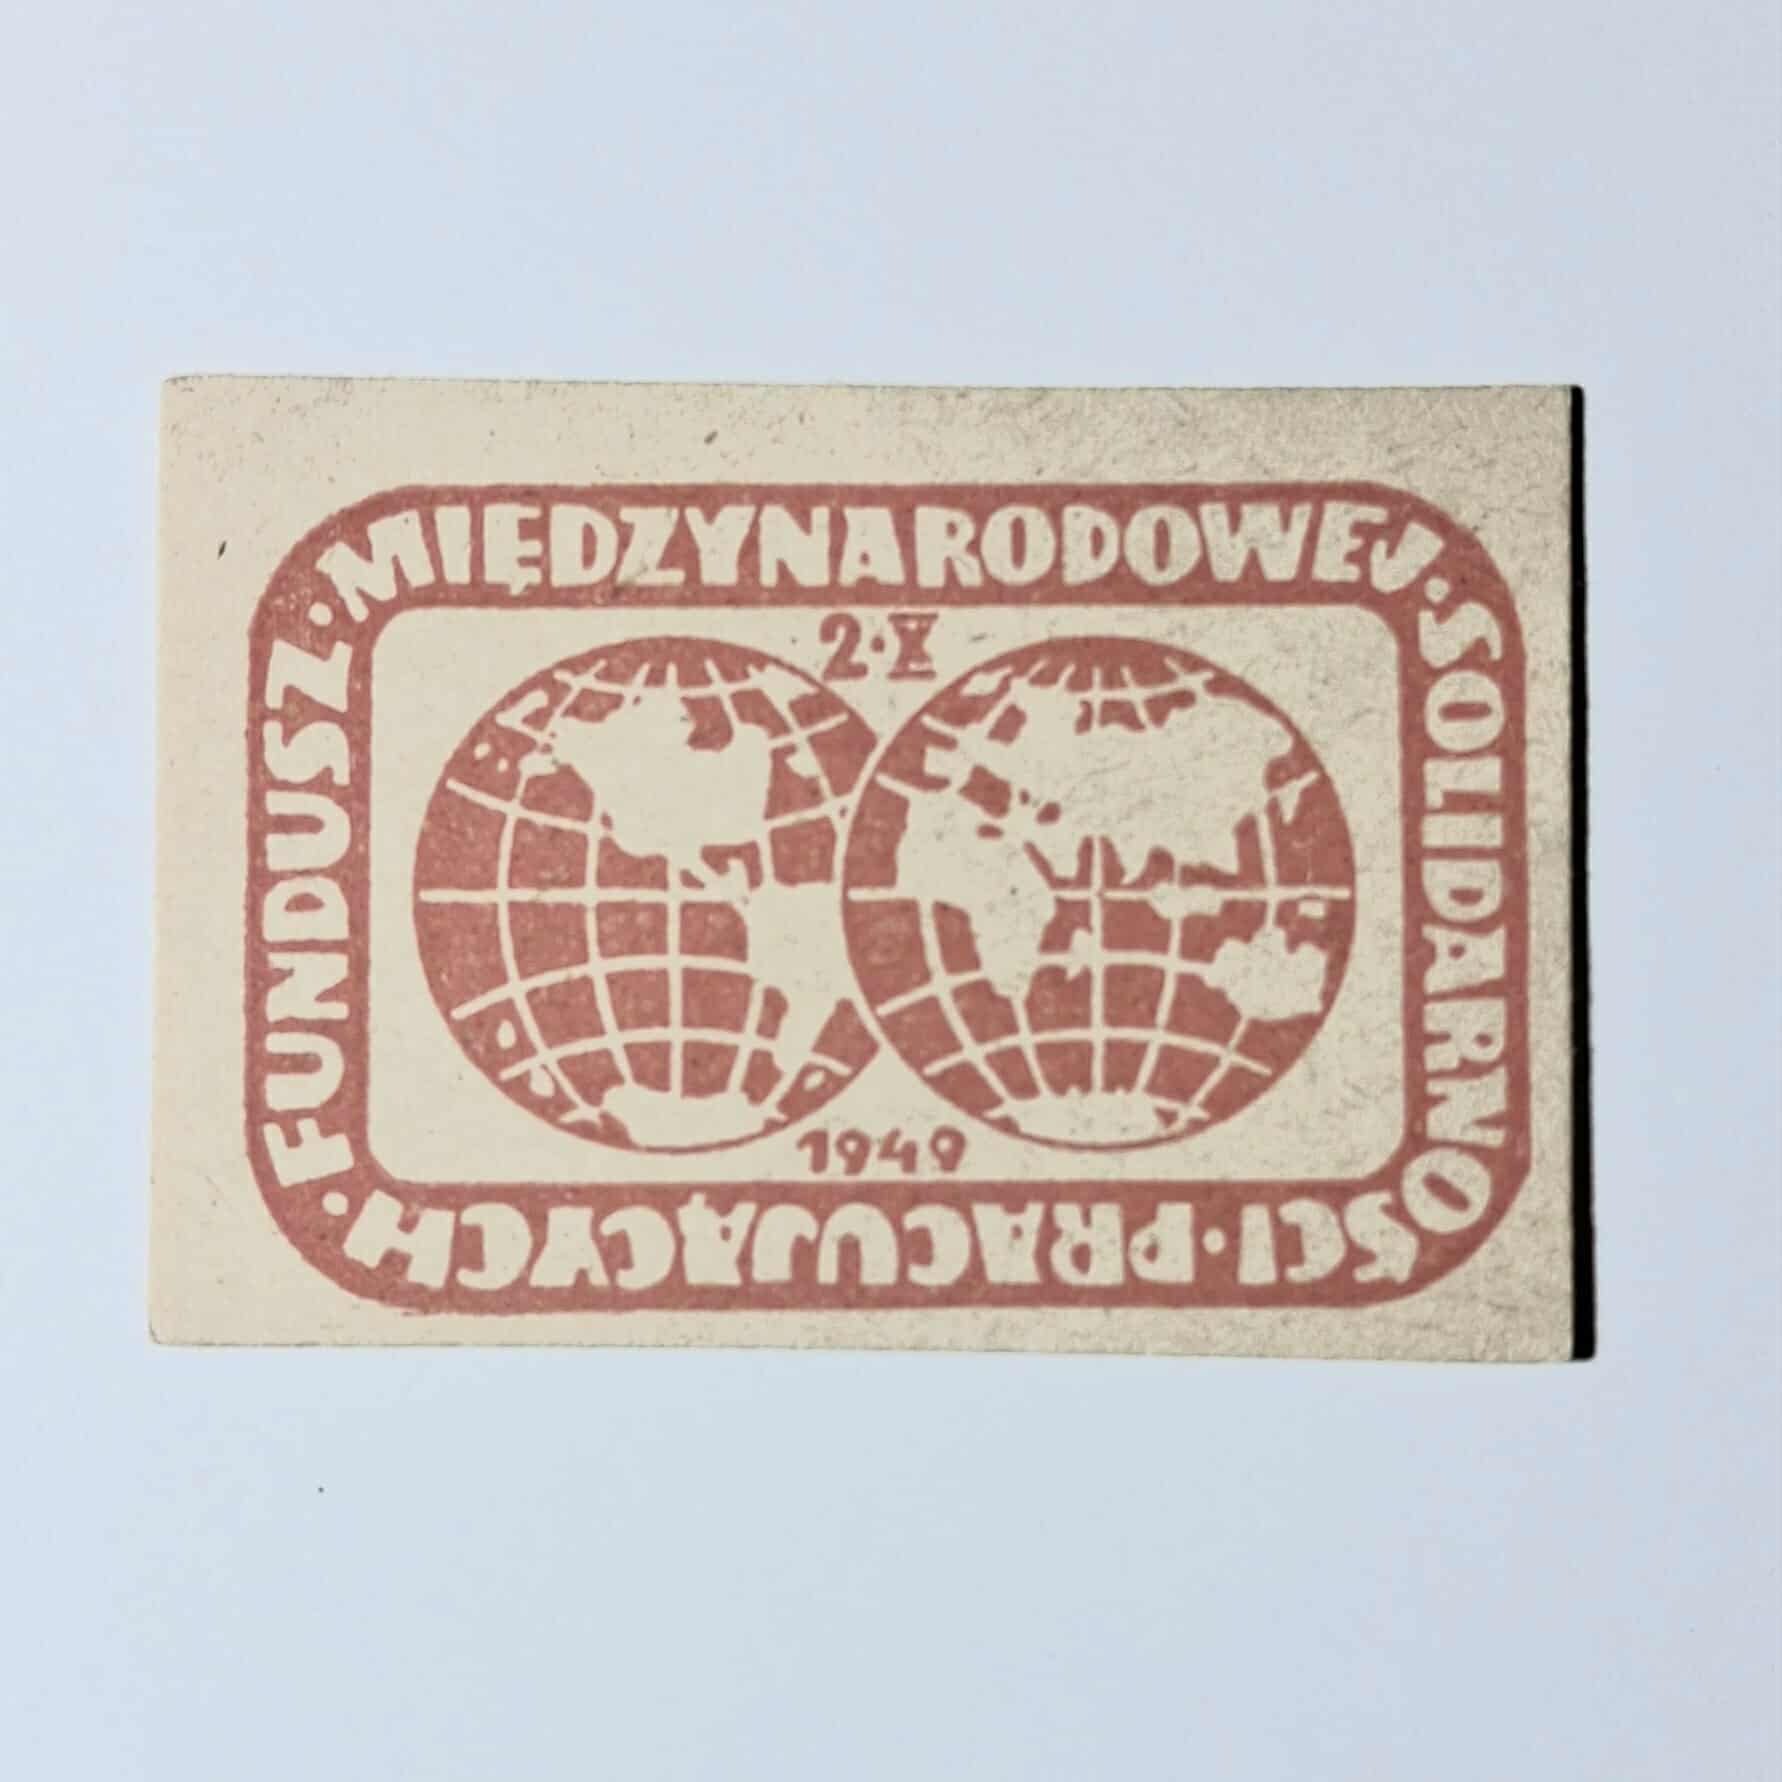 FUNDUSZ · MIĘDZYNARODOWEJ · SOLIDARNOŚCI · PRACUJĄCYCH ·
2·X
1949